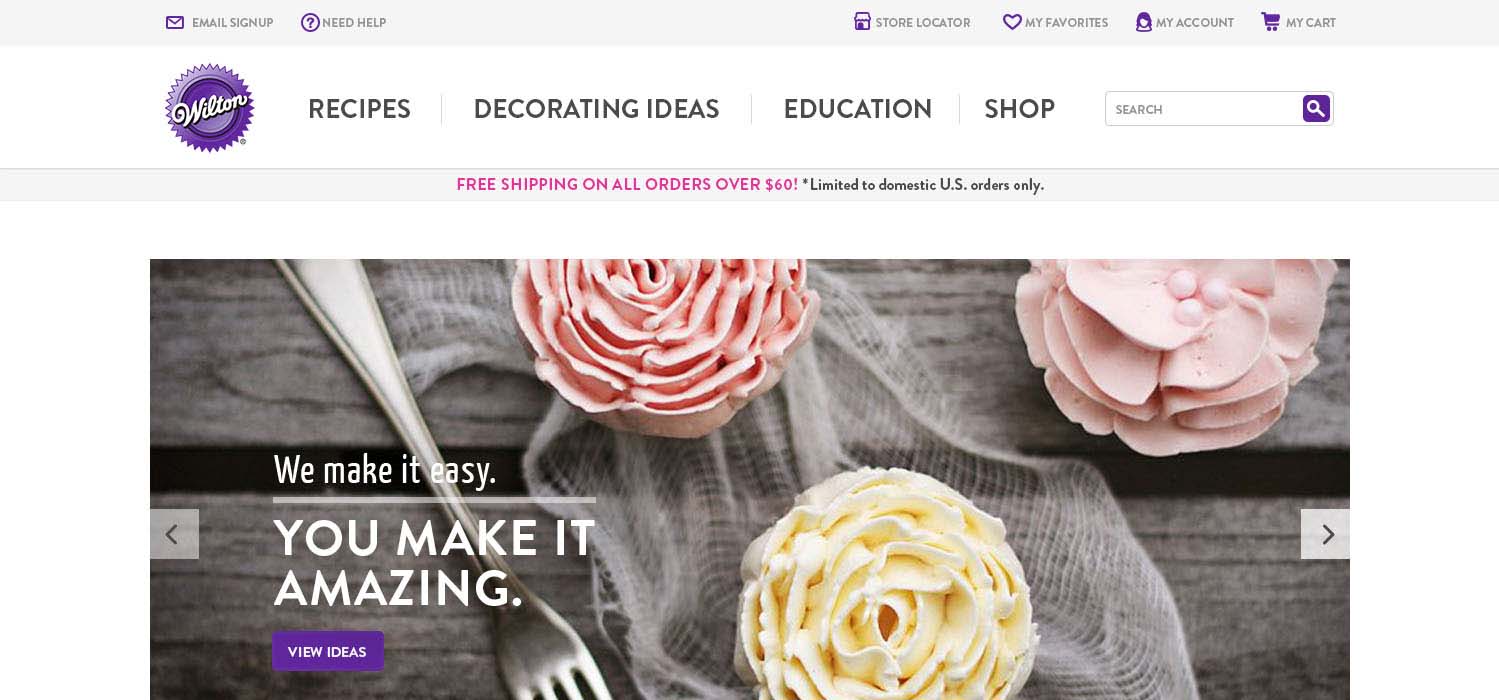 EMAIL SIGNUP
NEED HELP
STORE LOCATOR
MY FAVORITES
MY ACCOUNT
MY CART
Wilton®
RECIPES
DECORATING IDEAS
EDUCATION
SHOP
SEARCH
FREE SHIPPING ON ALL ORDERS OVER $60! *Limited to domestic U.S. orders only.
We make it easy.
YOU MAKE IT
AMAZING.
VIEW IDEAS